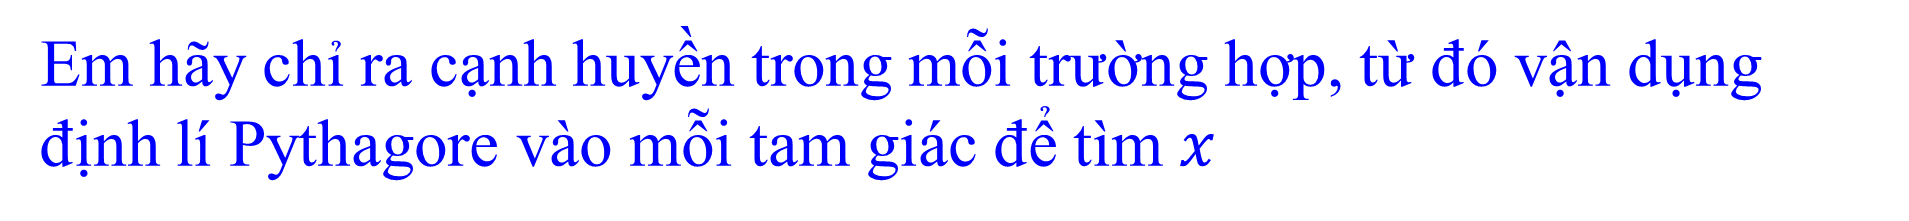 Em hãy chỉ ra cạnh huyền trong mỗi trường hợp, từ đó vận dụng
định lí Pythagore vào mỗi tam giác để tìm x